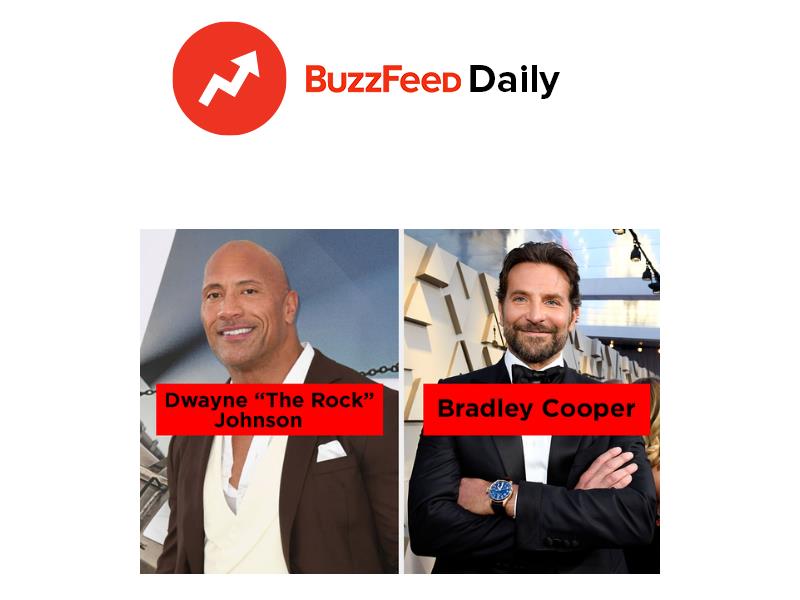 BuzzFeed Daily
Dwayne “The Rock”
Johnson
Bradley Cooper